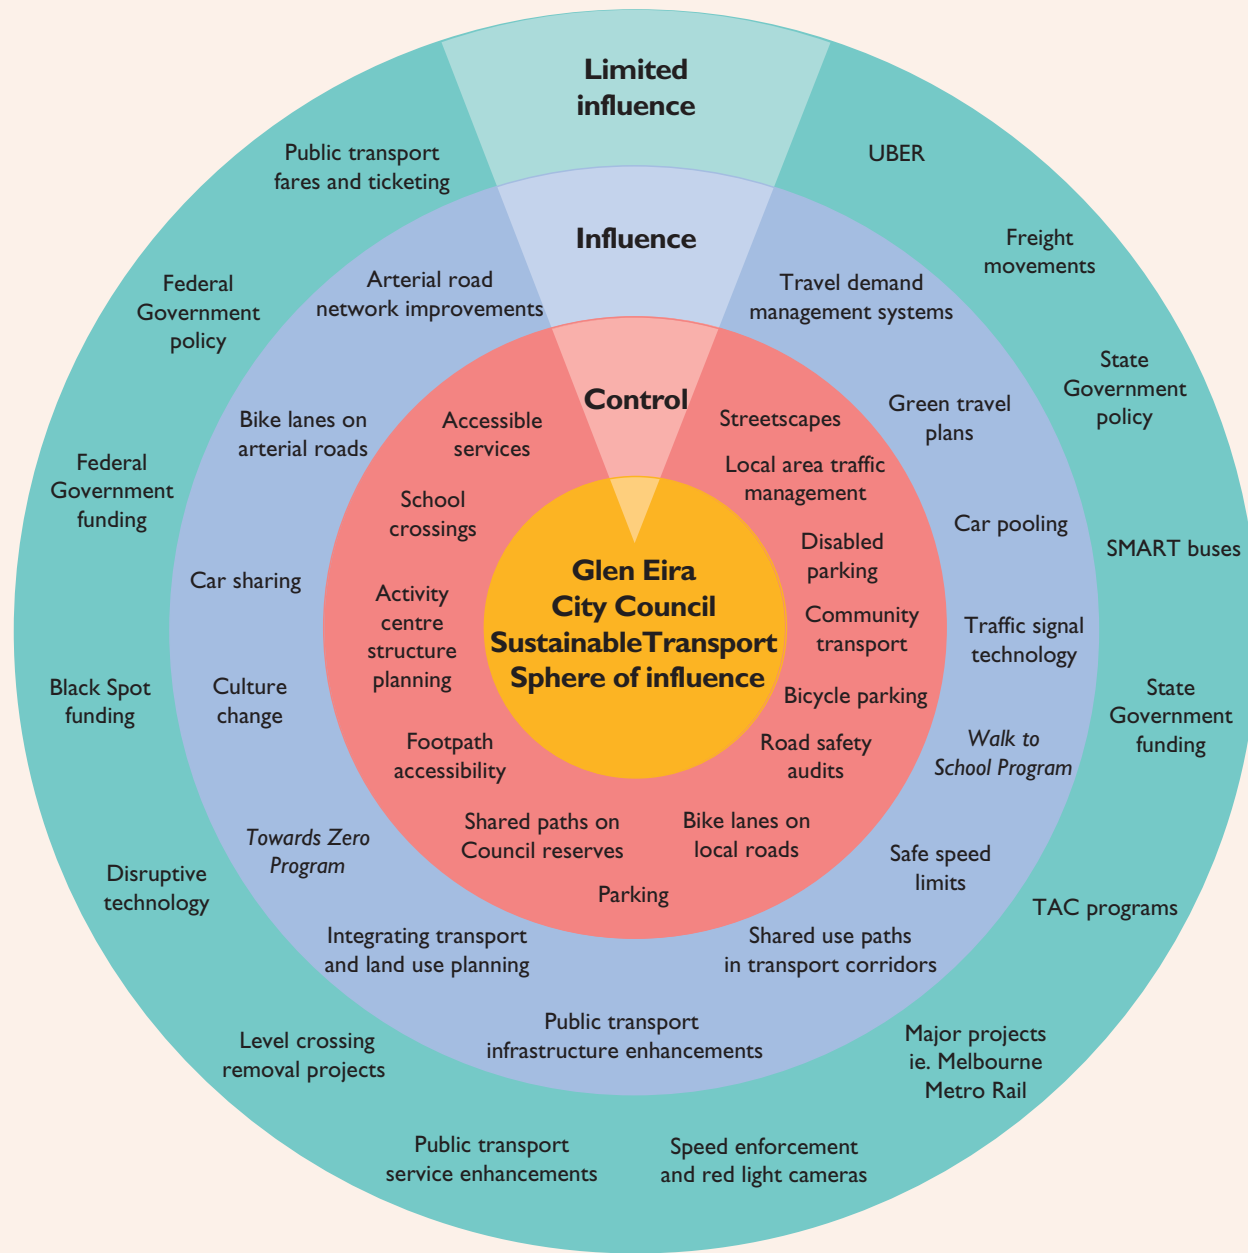 Limited
influence
Influence
Control
Glen Eira
City Council
Sustainable Transport
Sphere of influence
UBER
Freight
movements
State
Government
policy
SMART buses
State
Government
funding
TAC programs
Major projects
ie. Melbourne
Metro Rail
Speed enforcement
and red light cameras
Public transport
service enhancements
Level crossing
removal projects
Disruptive
technology
Black Spot
funding
Federal
Government
funding
Federal
Government
policy
Public transport
fares and ticketing
Travel demand
management systems
Green travel
plans
Car pooling
Traffic signal
technology
Walk to
School Program
Safe speed
limits
Shared use paths
in transport corridors
Public transport
infrastructure enhancements
Integrating transport
and land use planning
Towards Zero
Program
Culture
change
Car sharing
Bike lanes on
arterial roads
Arterial road
network improvements
Streetscapes
Local area traffic
management
Disabled
parking
Community
transport
Bicycle parking
Road safety
audits
Bike lanes on
local roads
Parking
Shared paths on
Council reserves
Footpath
accessibility
Activity
centre
structure
planning
School
crossings
Accessible
services